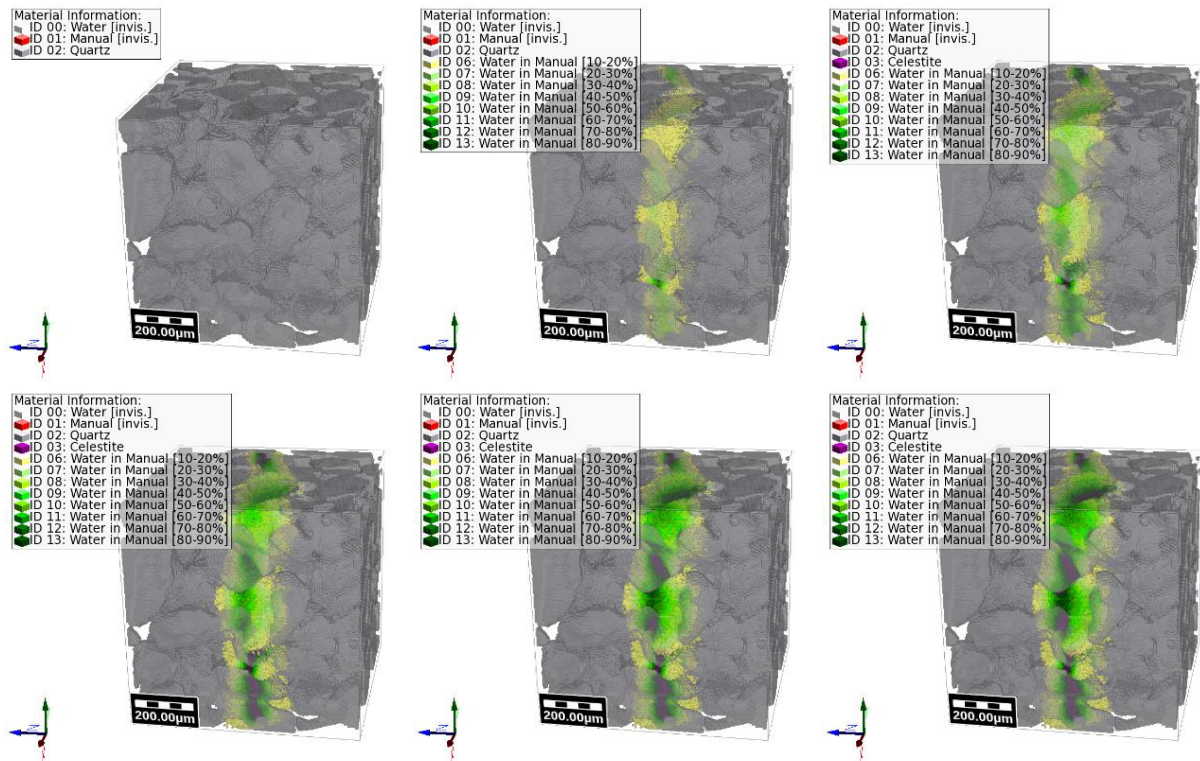 Material Information:
ID 00: Water [invis.]
ID 01: Manual [invis.]
ID 02: Quartz
200.00µm
Material Information:
ID 00: Water [invis.]
ID 01: Manual [invis.]
ID 02: Quartz
ID 06: Water in Manual [10-20%]
ID 07: Water in Manual [20-30%]
ID 08: Water in Manual [30-40%]
ID 09: Water in Manual [40-50%]
ID 10: Water in Manual [50-60%]
ID 11: Water in Manual [60-70%]
ID 12: Water in Manual [70-80%]
ID 13: Water in Manual [80-90%]
200.00µm
Material Information:
ID 00: Water [invis.]
ID 01: Manual [invis.]
ID 02: Quartz
ID 03: Celestite
ID 06: Water in Manual [10-20%]
ID 07: Water in Manual [20-30%]
ID 08: Water in Manual [30-40%]
ID 09: Water in Manual [40-50%]
ID 10: Water in Manual [50-60%]
ID 11: Water in Manual [60-70%]
ID 12: Water in Manual [70-80%]
ID 13: Water in Manual [80-90%]
200.00µm
Material Information:
ID 00: Water [invis.]
ID 01: Manual [invis.]
ID 02: Quartz
ID 03: Celestite
ID 06: Water in Manual [10-20%]
ID 07: Water in Manual [20-30%]
ID 08: Water in Manual [30-40%]
ID 09: Water in Manual [40-50%]
ID 10: Water in Manual [50-60%]
ID 11: Water in Manual [60-70%]
ID 12: Water in Manual [70-80%]
ID 13: Water in Manual [80-90%]
200.00µm
Material Information:
ID 00: Water [invis.]
ID 01: Manual [invis.]
ID 02: Quartz
ID 03: Celestite
ID 06: Water in Manual [10-20%]
ID 07: Water in Manual [20-30%]
ID 08: Water in Manual [30-40%]
ID 09: Water in Manual [40-50%]
ID 10: Water in Manual [50-60%]
ID 11: Water in Manual [60-70%]
ID 12: Water in Manual [70-80%]
ID 13: Water in Manual [80-90%]
200.00µm
Material Information:
ID 00: Water [invis.]
ID 01: Manual [invis.]
ID 02: Quartz
ID 03: Celestite
ID 06: Water in Manual [10-20%]
ID 07: Water in Manual [20-30%]
ID 08: Water in Manual [30-40%]
ID 09: Water in Manual [40-50%]
ID 10: Water in Manual [50-60%]
ID 11: Water in Manual [60-70%]
ID 12: Water in Manual [70-80%]
ID 13: Water in Manual [80-90%]
200.00µm